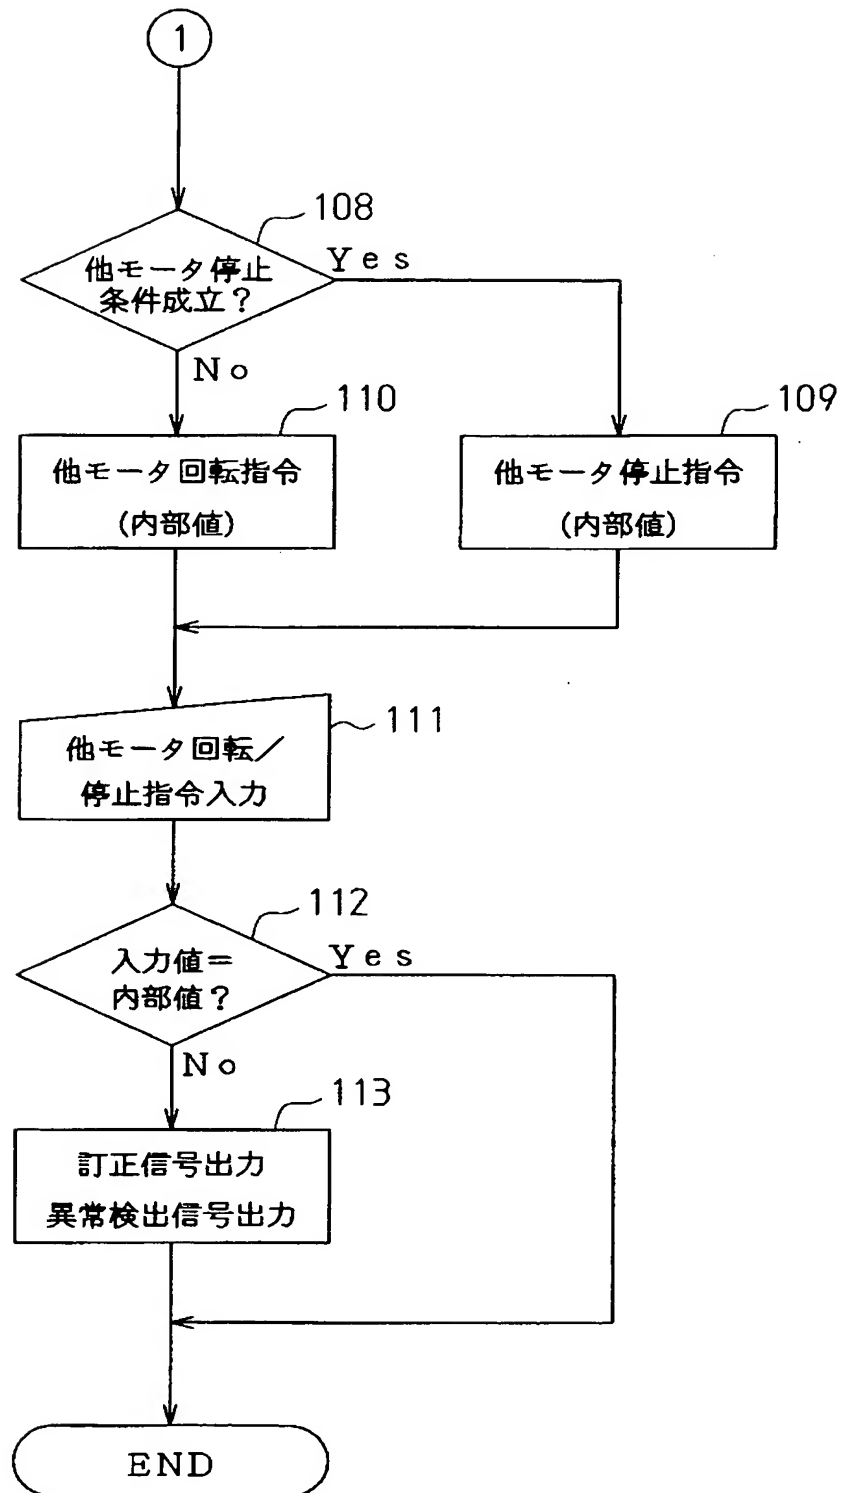 1
108
他モータ停止
条件成立?
Yes
No
110
他モータ回転指令
(内部値)
109
他モータ停止指令
(内部値)
111
他モータ回転/
停止指令入力
112
入力値=
内部値?
Yes
No
113
訂正信号出力
異常検出信号出力
END